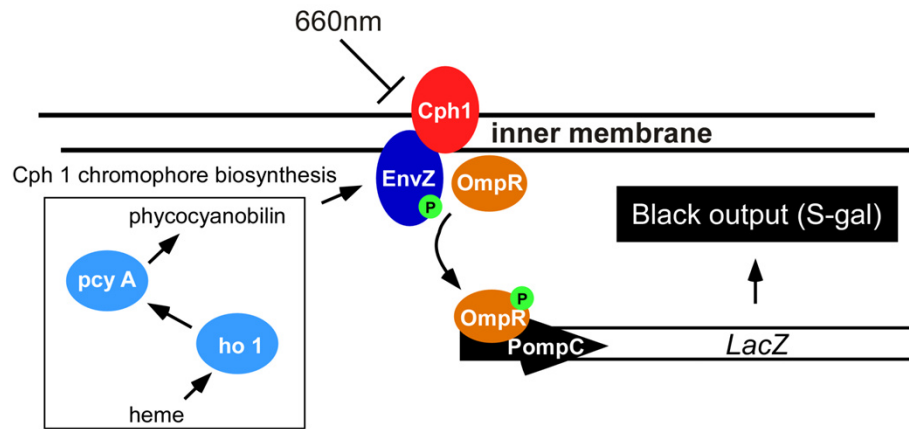 660nm
Cph1
inner membrane
Cph 1 chromophore biosynthesis
EnvZ
OmpR
P
phycocyanobilin
Black output (S-gal)
pcy A
P
OmpR
ho 1
PompC
LacZ
heme